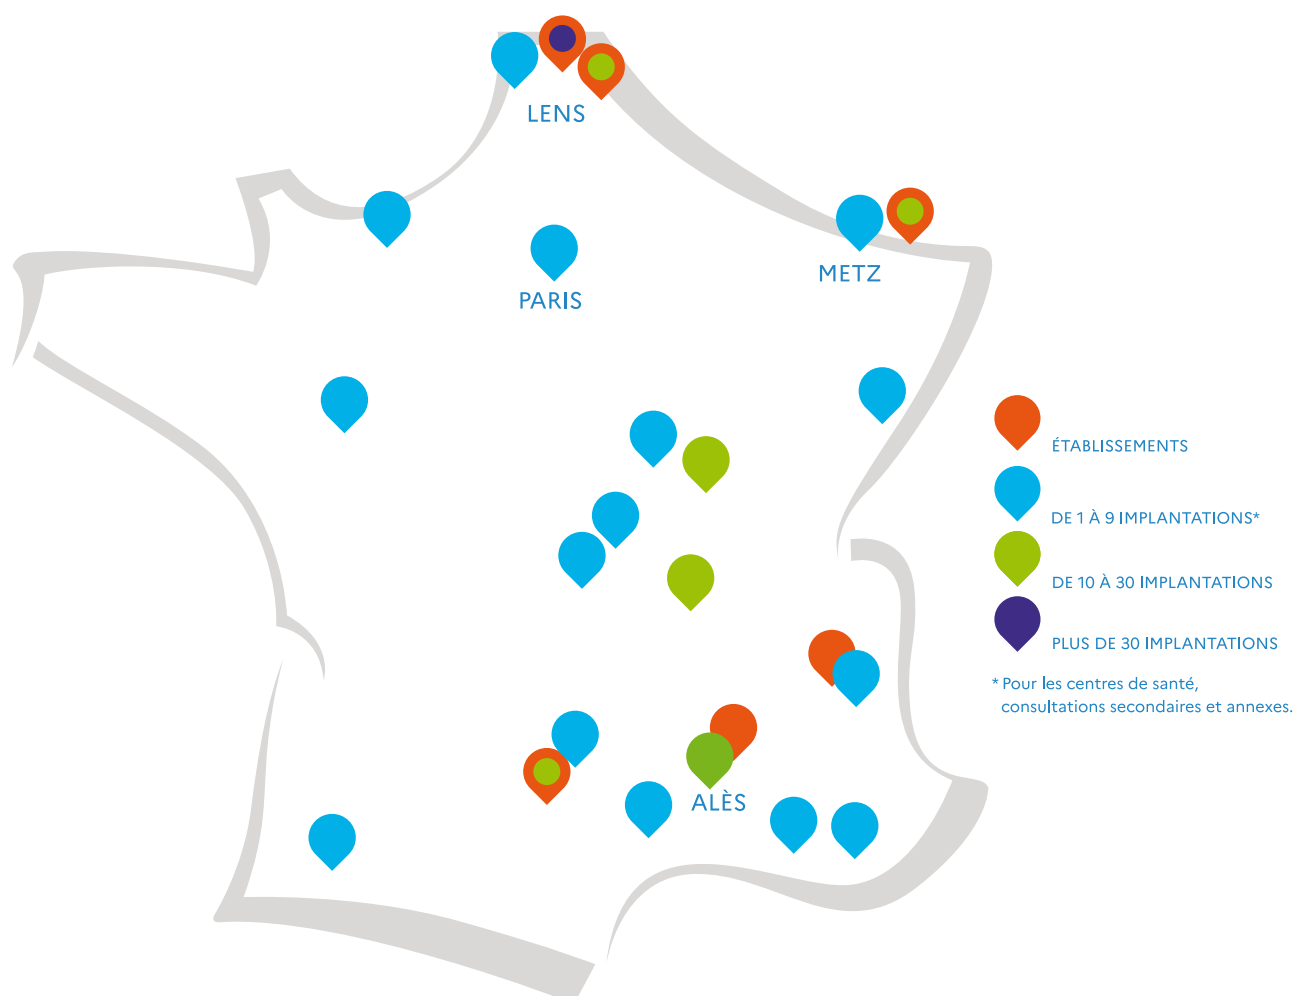 LENS
METZ
PARIS
ÉTABLISSEMENTS
DE 1 À 9 IMPLANTATIONS*
DE 10 À 30 IMPLANTATIONS
PLUS DE 30 IMPLANTATIONS
* Pour les centres de santé,
consultations secondaires et annexes.
ALÈS